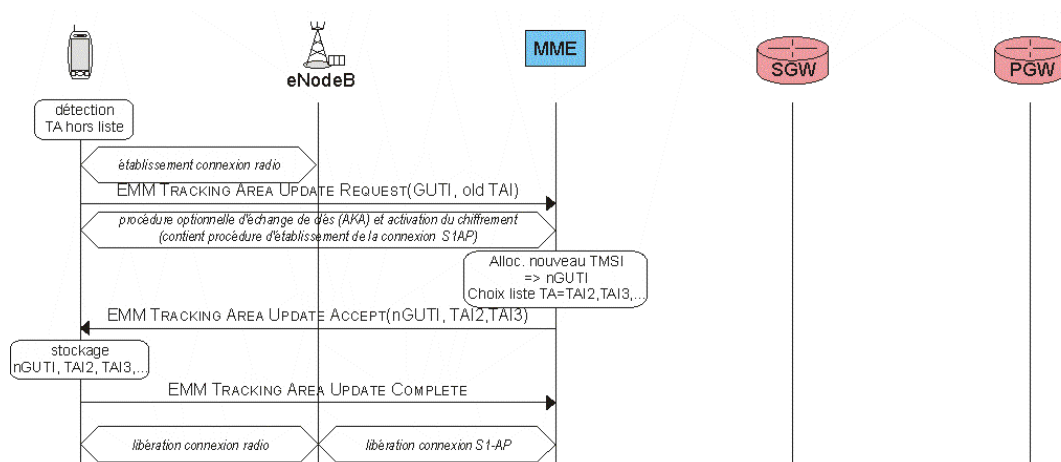 MME
eNodeB
SGW
PGW
détection
TA hors liste
établissement connexion radio
EMM TRACKING AREA UPDATE REQUEST(GUTI, old TAI)
procédure optionnelle d'échange de clés (AKA) et activation du chiffrement
(contient procédure d'établissement de la connexion S1AP)
Alloc. nouveau TMSI
=> nGUTI
Choix liste TA=TAI2,TAI3,...
EMM TRACKING AREA UPDATE ACCEPT(nGUTI, TAI2,TAI3)
stockage
nGUTI, TAI2, TAI3,...
EMM TRACKING AREA UPDATE COMPLETE
libération connexion radio
libération connexion S1-AP